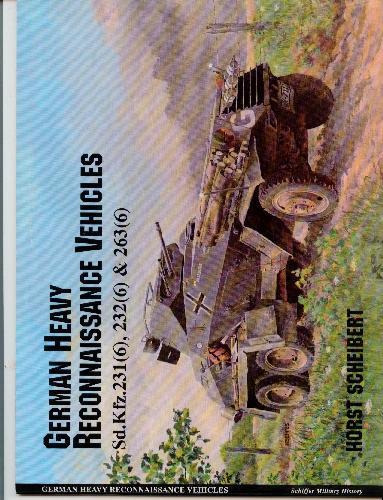 GERMAN HEAVY
RECONNAISSANCE VEHICLES
Sd.Kfz.231(6), 232(6) & 263(6)
HORST SCHEIBERT
GERMAN HEAVY RECONNAISSANCE VEHICLES
Schiffer Military History